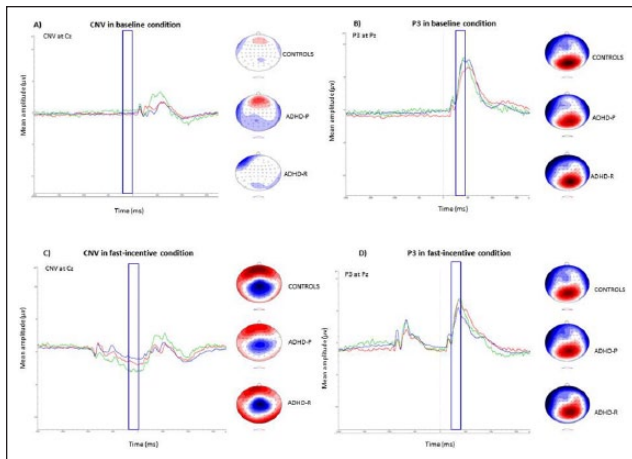 A) CNV in baseline condition
CNV at Cz
Mean amplitude (µv)
Time (ms)
CONTROLS
ADHD-P
ADHD-R
B) P3 in baseline condition
P3 at Pz
Mean amplitude (µv)
Time (ms)
CONTROLS
ADHD-P
ADHD-R
C) CNV in fast-incentive condition
CNV at Cz
Mean amplitude (µv)
Time (ms)
CONTROLS
ADHD-P
ADHD-R
D) P3 in fast-incentive condition
P3 at Pz
Mean amplitude (µv)
Time (ms)
CONTROLS
ADHD-P
ADHD-R